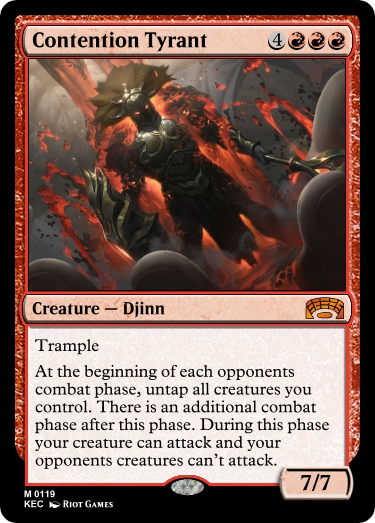 Contention Tyrant 4
Creature — Djinn
Trample
At the beginning of each opponents
combat phase, untap all creatures you
control. There is an additional combat
phase after this phase. During this phase
your creature can attack and your
opponents creatures can't attack.
7/7
M 0119
KEC Riot Games